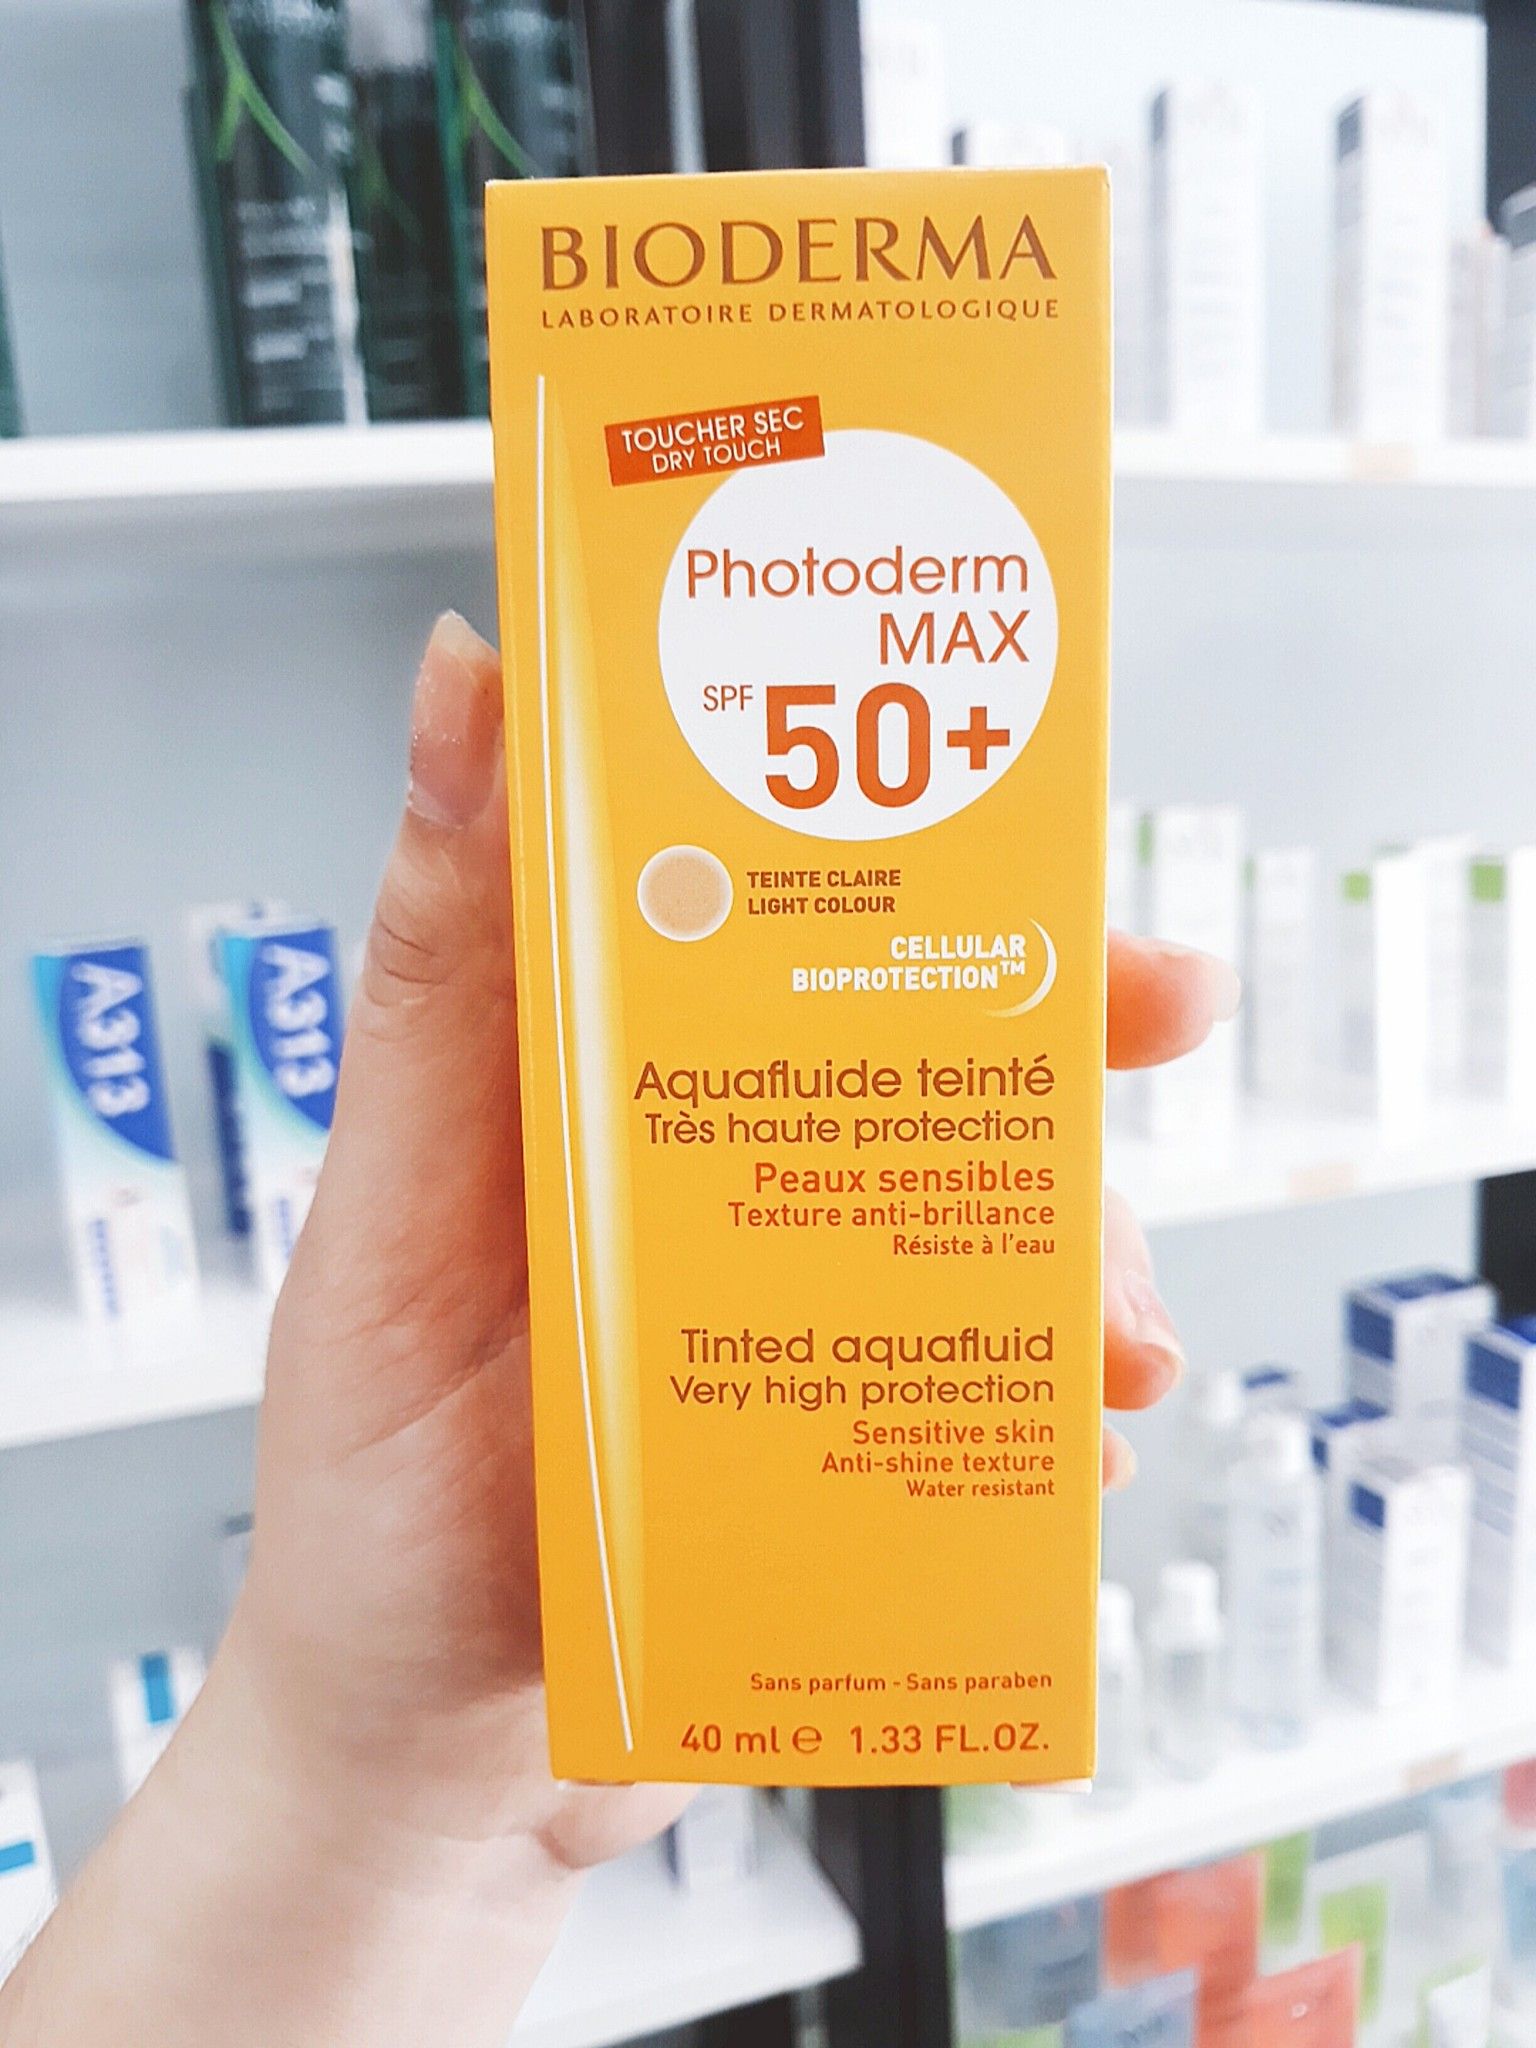 BIODERMA
LABORATOIRE DERMATOLOGIQUE
TOUCHER SEC
DRY TOUCH
Photoderm
MAX
SPF 50+
TEINTE CLAIRE
LIGHT COLOUR
CELLULAR
BIOPROTECTION™
Aquafluide teinté
Très haute protection
Peaux sensibles
Texture anti-brillance
Résiste à l'eau
Tinted aquafluid
Very high protection
Sensitive skin
Anti-shine texture
Water resistant
Sans parfum - Sans paraben
40 ml e 1.33 FL.OZ.
A313
A313